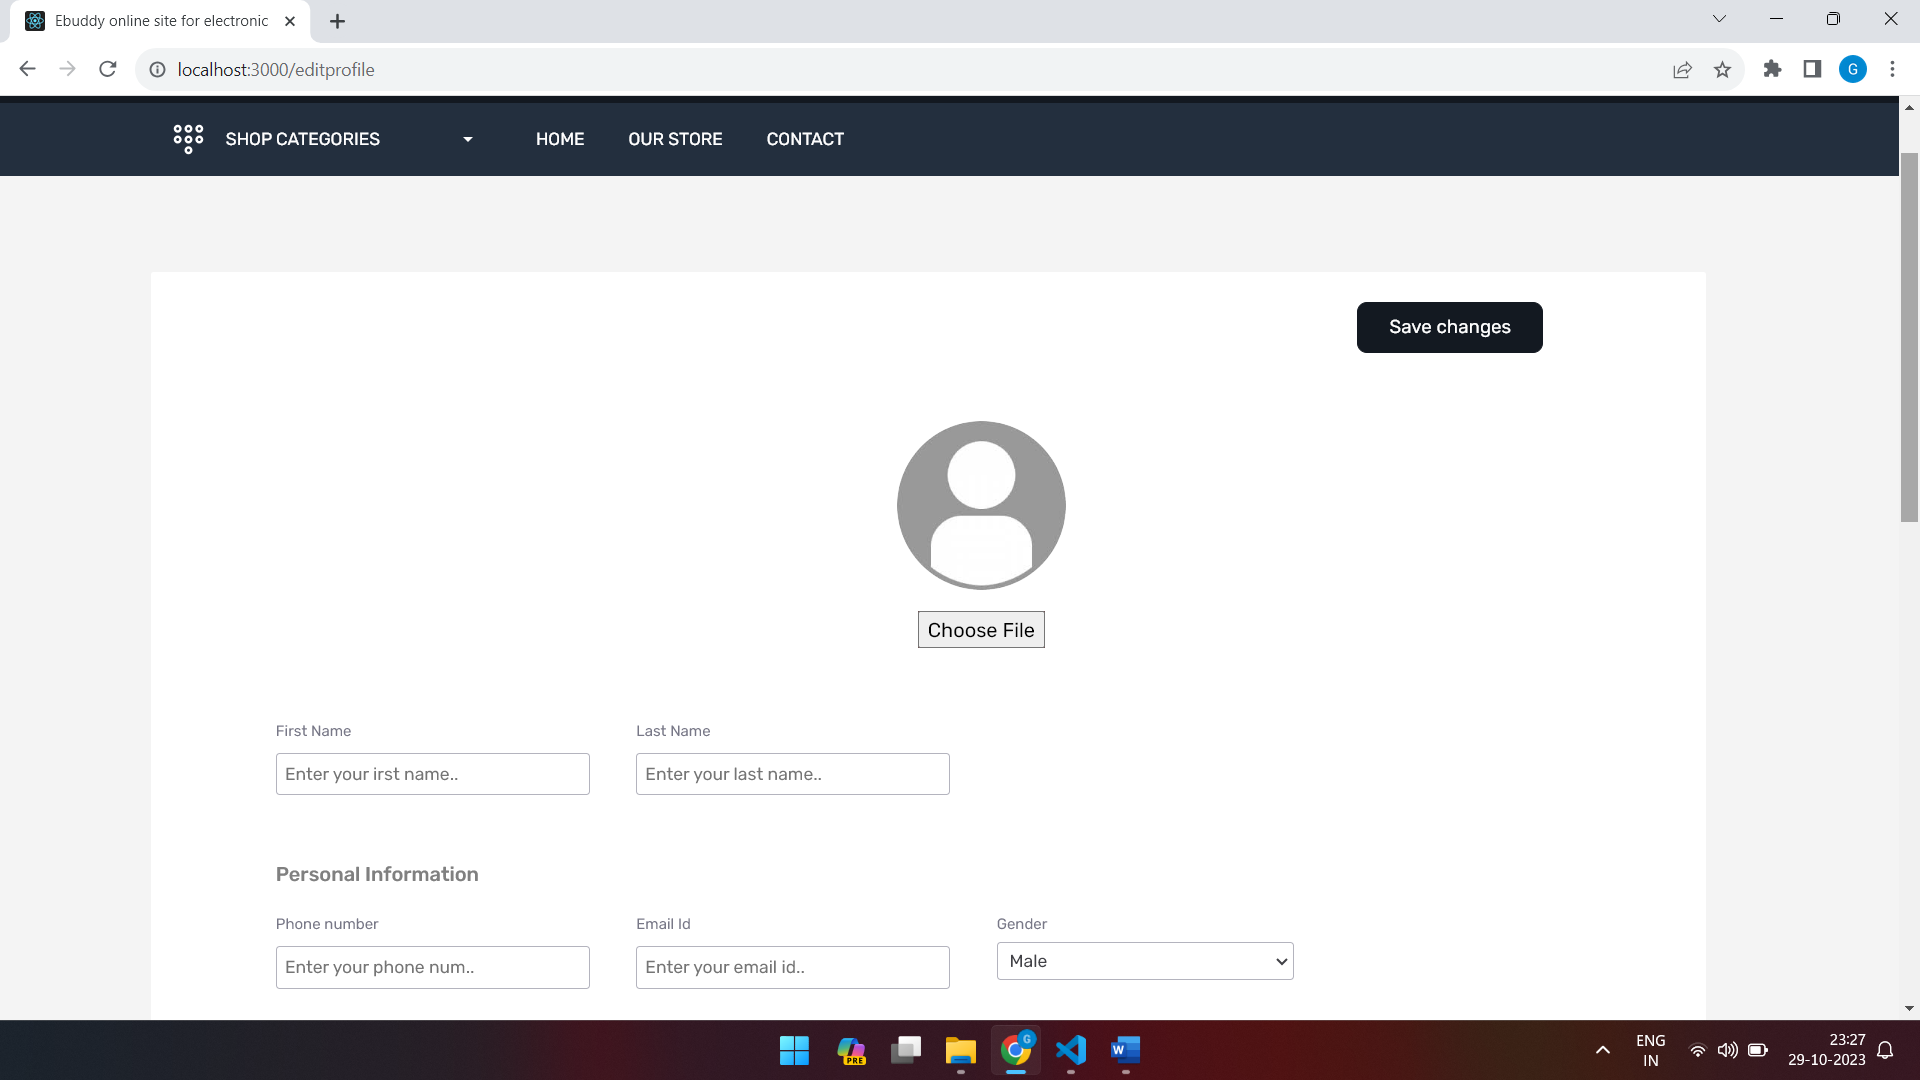 Ebuddy online site for electronic
localhost:3000/editprofile
G
SHOP CATEGORIES
HOME
OUR STORE
CONTACT
Save changes
Choose File
First Name
Last Name
Enter your irst name..
Enter your last name..
Personal Information
Phone number
Email Id
Gender
Enter your phone num..
Enter your email id..
Male
PRE
G
W
ENG
IN
23:27
29-10-2023